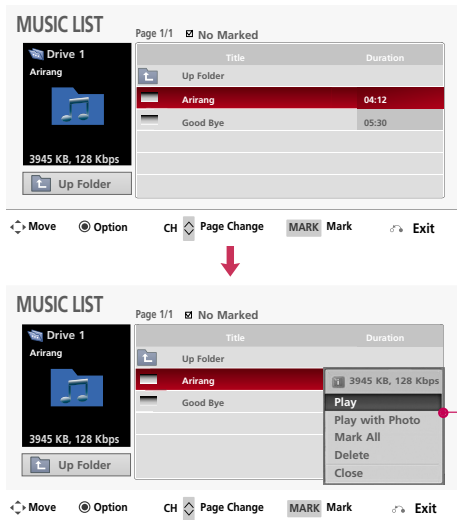 MUSIC LIST
Page 1/1 No Marked
Drive 1
Arirang
3945 KB, 128 Kbps
Up Folder
Title Duration
Up Folder
Arirang 04:12
Good Bye 05:30
Move Option CH Page Change MARK Mark Exit
MUSIC LIST
Page 1/1 No Marked
Drive 1
Arirang
3945 KB, 128 Kbps
Up Folder
Title Duration
Up Folder
Arirang
Good Bye
3945 KB, 128 Kbps
Play
Play with Photo
Mark All
Delete
Close
Move Option CH Page Change MARK Mark Exit